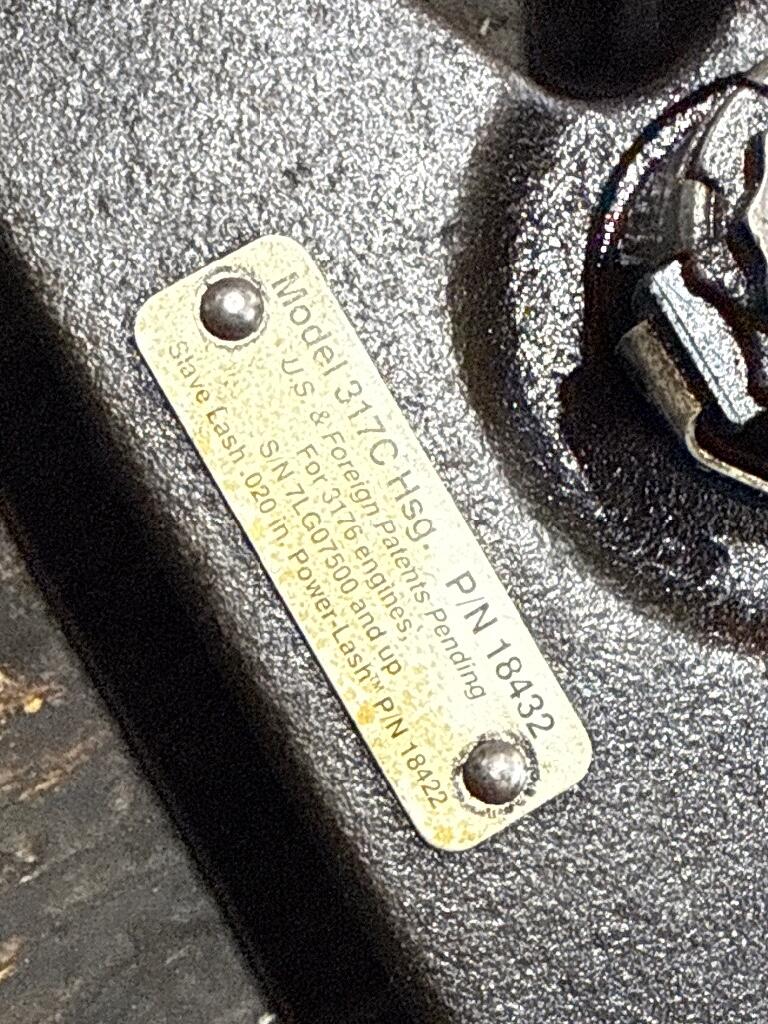 Model 317C Hsg. P/N 18432
U.S & Foreign Patents Pending
For 3176 engines,
S/N 7LG07500 and up
Slave Lash .020 in. Power-Lash™ P/N 18422